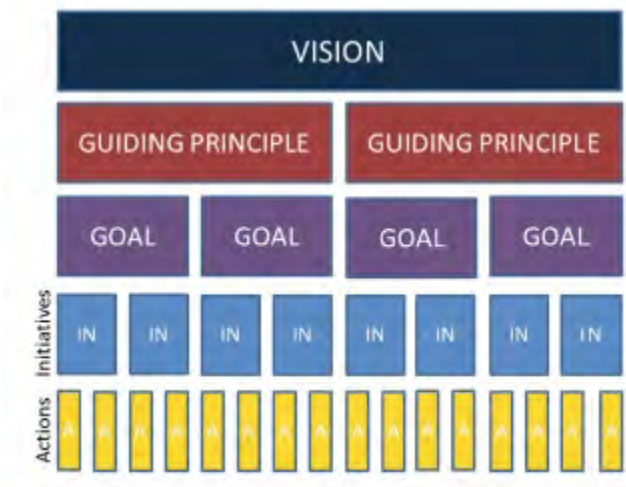 VISION
GUIDING PRINCIPLE GUIDING PRINCIPLE
GOAL GOAL GOAL GOAL
Initiatives
IN IN IN IN IN IN IN IN
Actions
A A A A A A A A A A A A A A A A